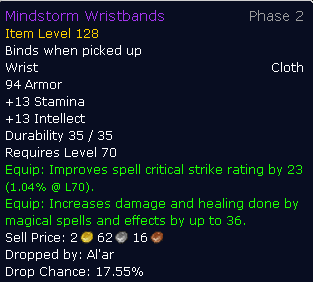 Mindstorm Wristbands Phase 2
Item Level 128
Binds when picked up
Wrist Cloth
94 Armor
+13 Stamina
+13 Intellect
Durability 35 / 35
Requires Level 70
Equip: Improves spell critical strike rating by 23
(1.04% @ L70).
Equip: Increases damage and healing done by
magical spells and effects by up to 36.
Sell Price: 2 62 16
Dropped by: Al'ar
Drop Chance: 17.55%